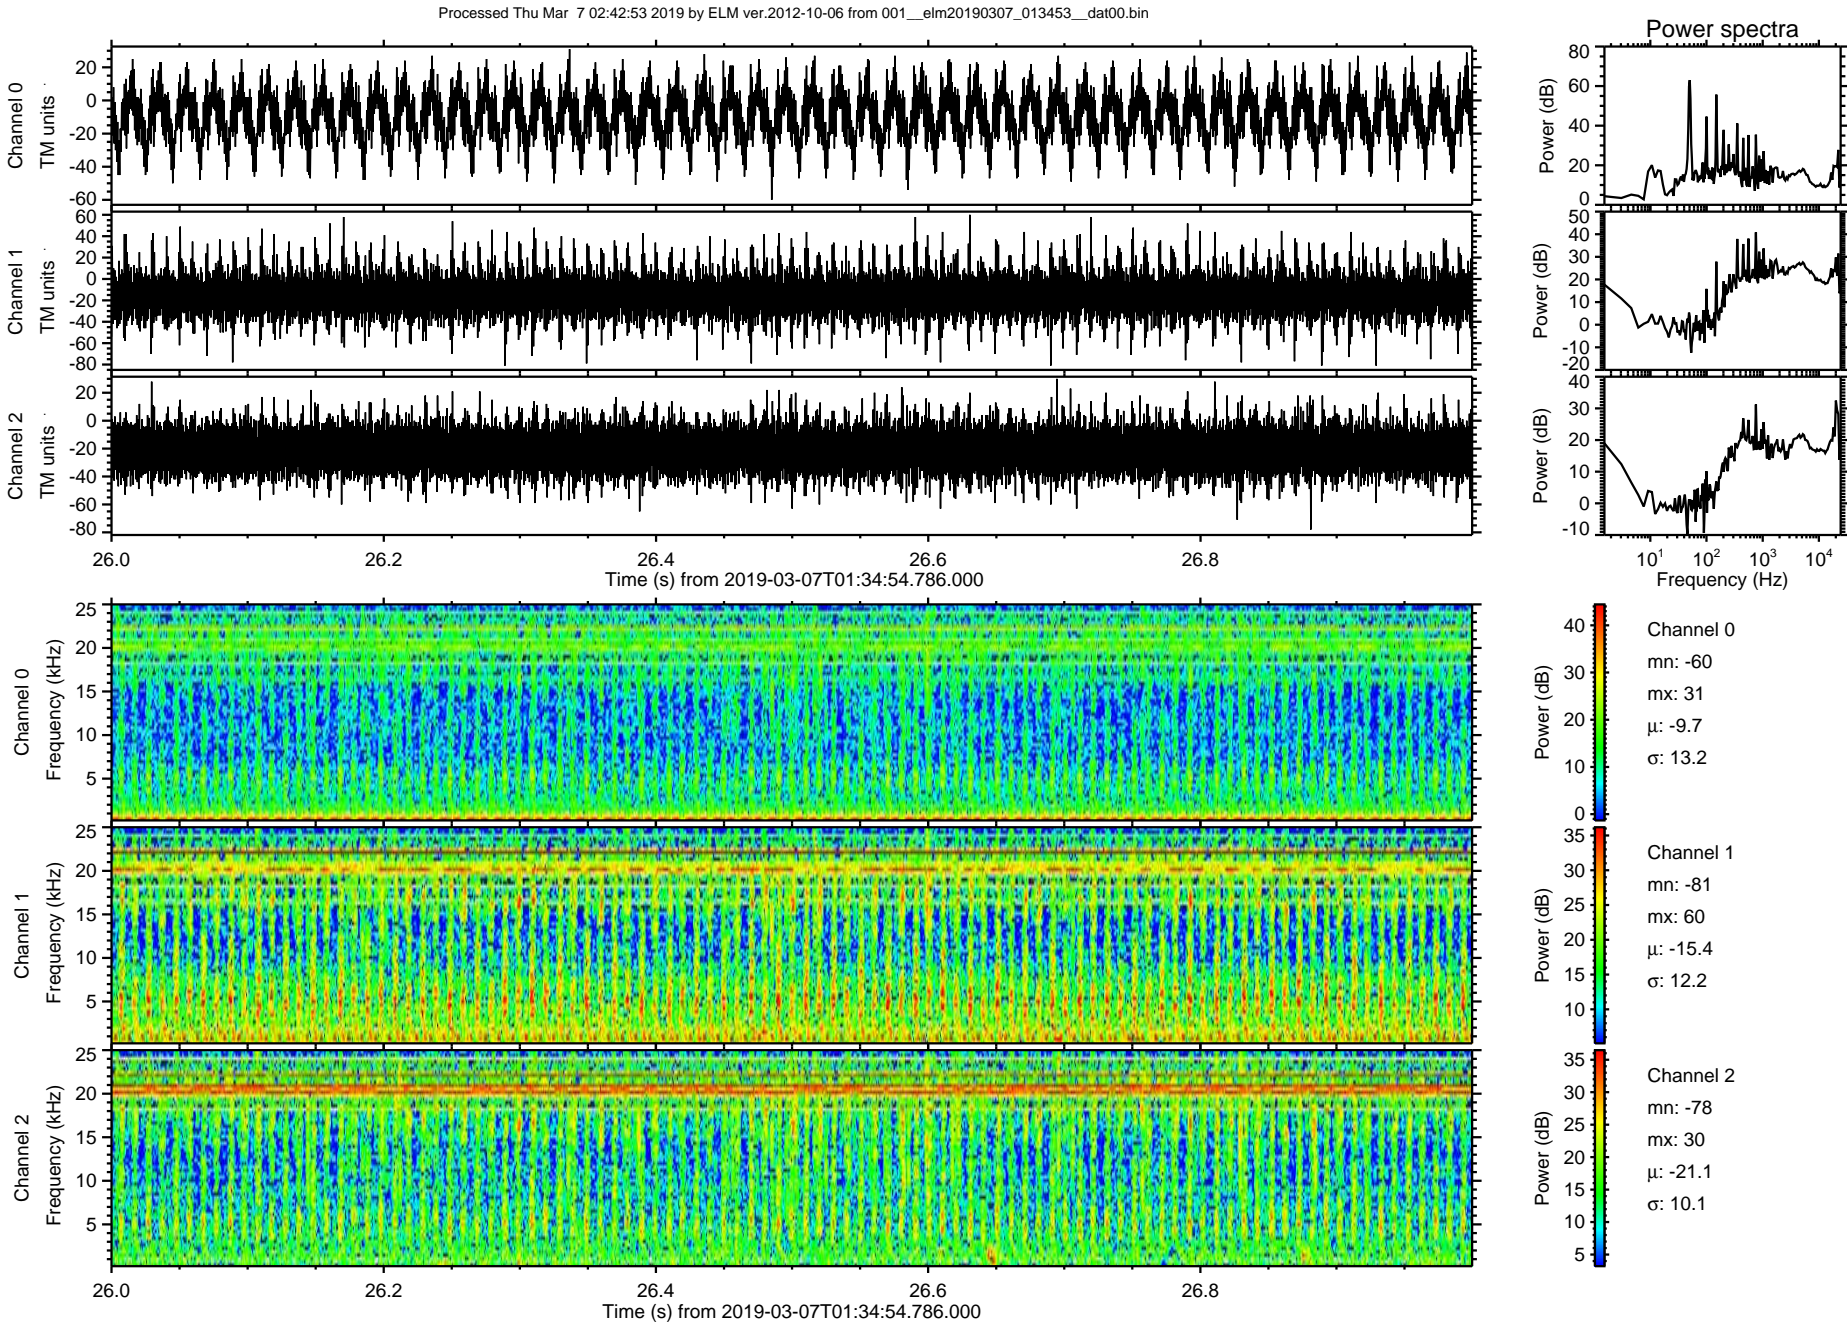 Processed Thu Mar 7 02:42:53 2019 by ELM ver.2012-10-06 from 001__elm20190307_013453__dat00.bin
Power spectra
Channel 0
TM units
20
0
-20
-40
-60
Power (dB)
80
60
40
20
0
Channel 1
TM units
60
40
20
0
-20
-40
-60
-80
Power (dB)
50
40
30
20
10
0
-10
-20
Channel 2
TM units
20
0
-20
-40
-60
-80
Power (dB)
40
30
20
10
0
-10
26.0 26.2 26.4 26.6 26.8
Time (s) from 2019-03-07T01:34:54.786.000
10^1 10^2 10^3 10^4
Frequency (Hz)
Channel 0
Frequency (kHz)
25
20
15
10
5
Power (dB)
40
30
20
10
0
Channel 0
mn: -60
mx: 31
μ: -9.7
σ: 13.2
Channel 1
Frequency (kHz)
25
20
15
10
5
Power (dB)
35
30
25
20
15
10
Channel 1
mn: -81
mx: 60
μ: -15.4
σ: 12.2
Channel 2
Frequency (kHz)
25
20
15
10
5
Power (dB)
35
30
25
20
15
10
5
Channel 2
mn: -78
mx: 30
μ: -21.1
σ: 10.1
26.0 26.2 26.4 26.6 26.8
Time (s) from 2019-03-07T01:34:54.786.000